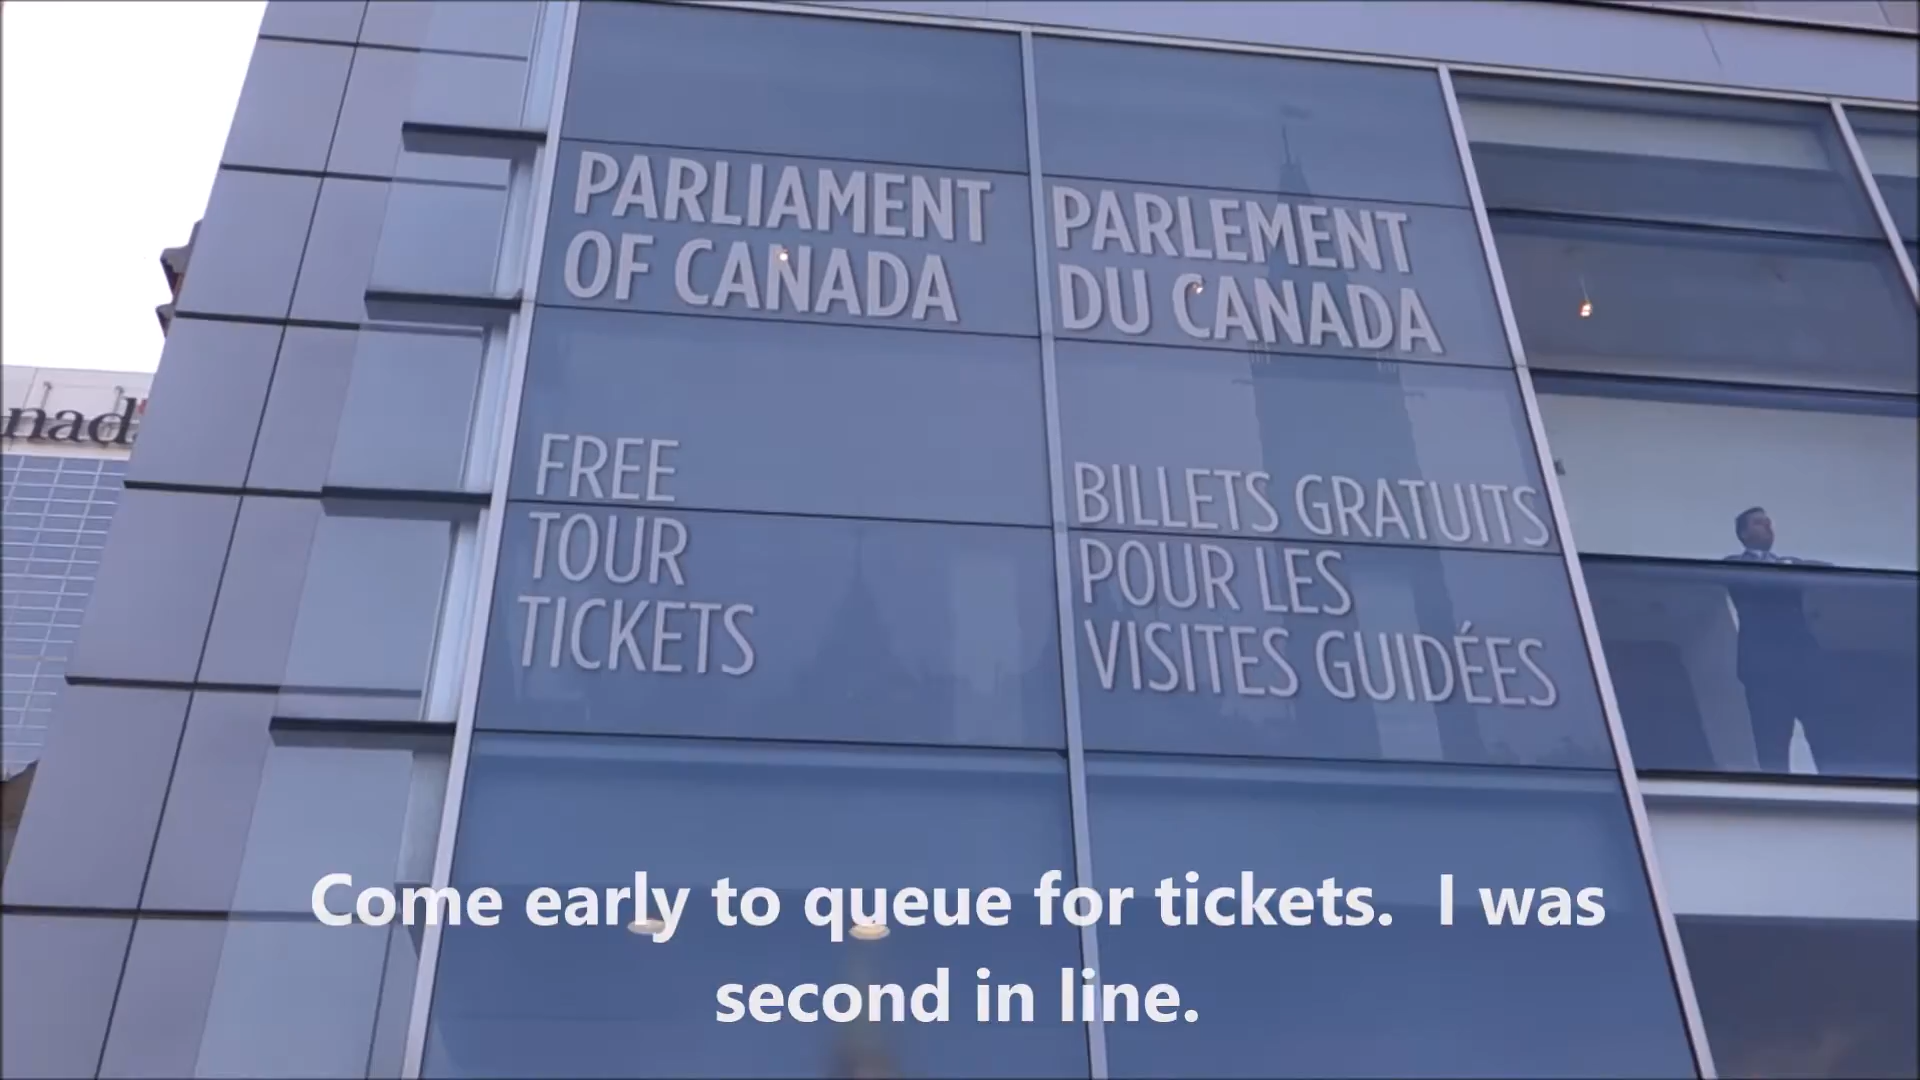 PARLIAMENT
OF CANADA
PARLEMENT
DU CANADA
FREE
TOUR
TICKETS
BILLETS GRATUITS
POUR LES
VISITES GUIDÉES
Come early to queue for tickets. I was
second in line.